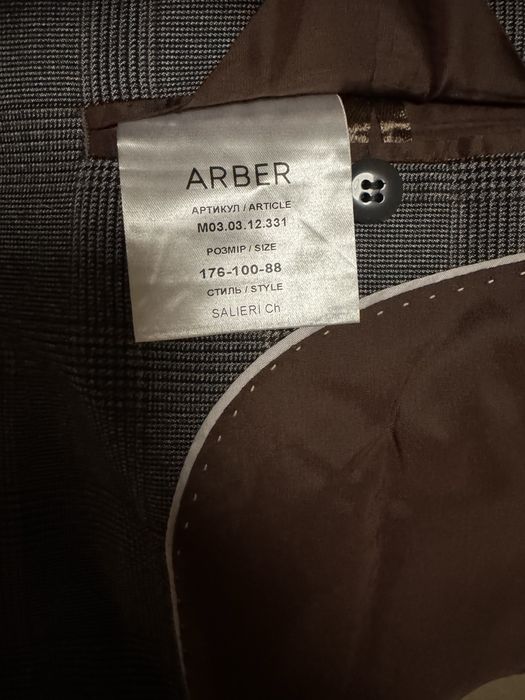 ARBER
АРТИКУЛ / ARTICLE
M03.03.12.331
РОЗМІР / SIZE
176-100-88
СТИЛЬ / STYLE
SALIERI Ch